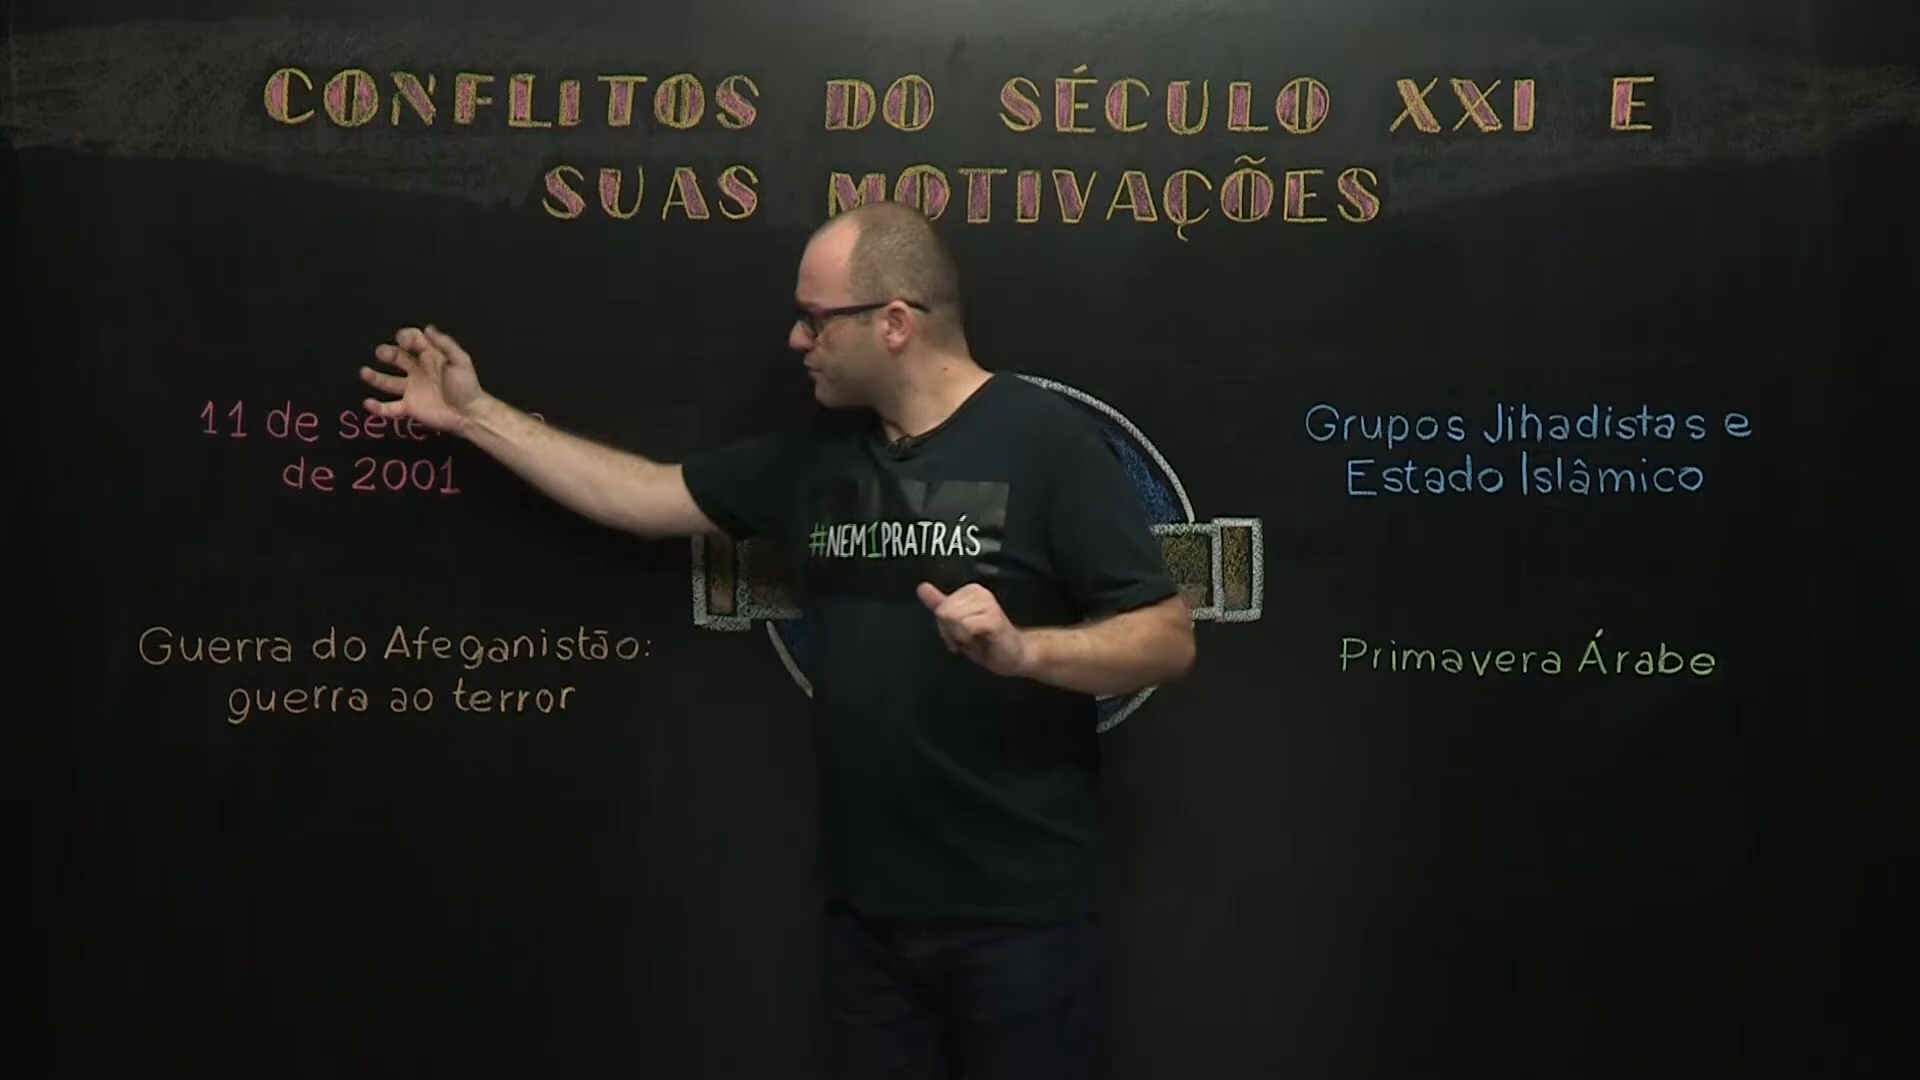 CONFLITOS DO SÉCULO XXI E
SUAS MOTIVAÇÕES
11 de
de 2001
Grupos Jihadistas e
Estado Islâmico
#NEM1PRATRÁS
Guerra do Afeganistão:
guerra ao terror
Primavera Árabe